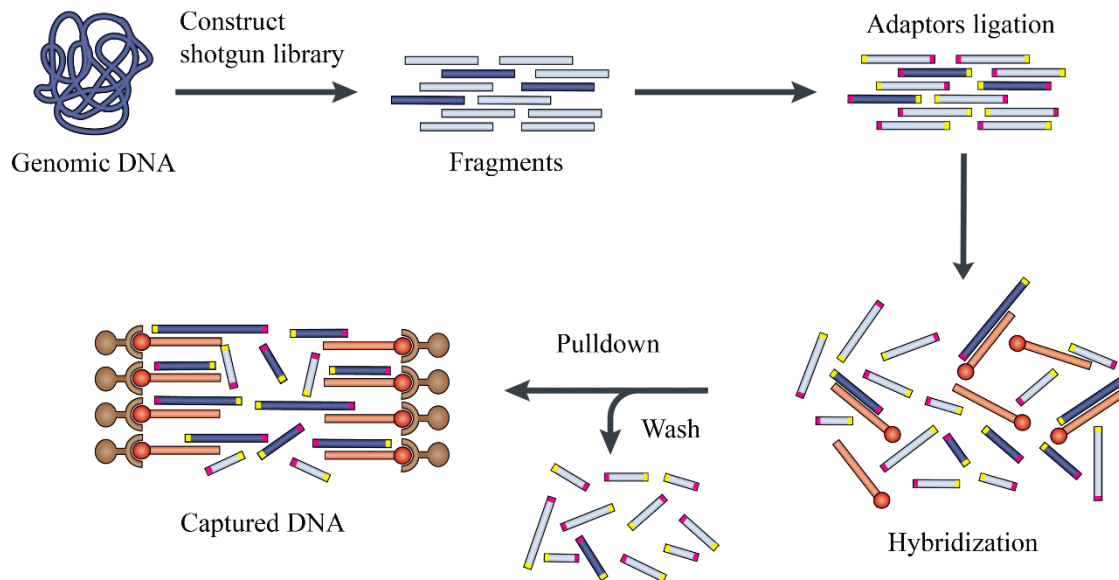 Construct
shotgun library
Adaptors ligation
Genomic DNA
Fragments
Pulldown
Wash
Captured DNA
Hybridization